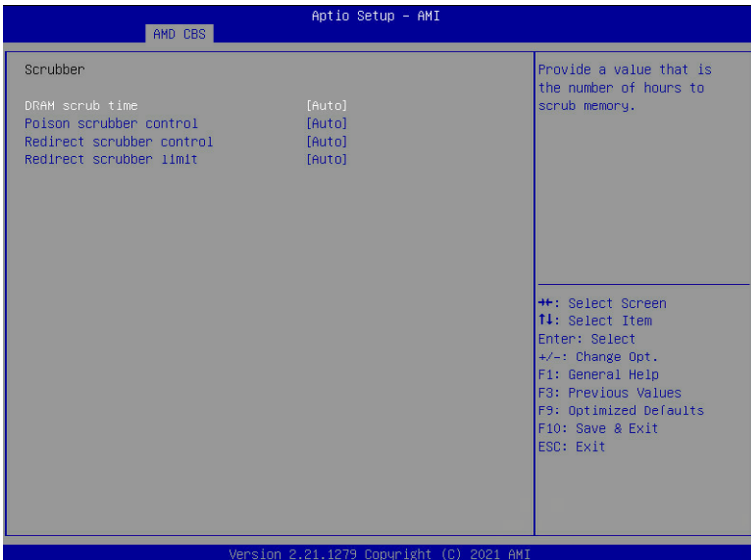 Aptio Setup – AMI
AMD CBS
Scrubber
DRAM scrub time [Auto]
Poison scrubber control [Auto]
Redirect scrubber control [Auto]
Redirect scrubber limit [Auto]
Provide a value that is
the number of hours to
scrub memory.
→←: Select Screen
↑↓: Select Item
Enter: Select
+/-: Change Opt.
F1: General Help
F3: Previous Values
F9: Optimized Defaults
F10: Save & Exit
ESC: Exit
Version 2.21.1279 Copyright (C) 2021 AMI